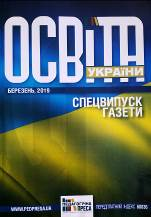 ОСВІТА
УКРАЇНИ
БЕРЕЗЕНЬ, 2019
СПЕЦВИПУСК
ГАЗЕТИ
ПЕДАГОГІЧНА
ПРЕСА
WWW.PEDPRESA.UA
ПЕРЕДПЛАТНИЙ ІНДЕКС